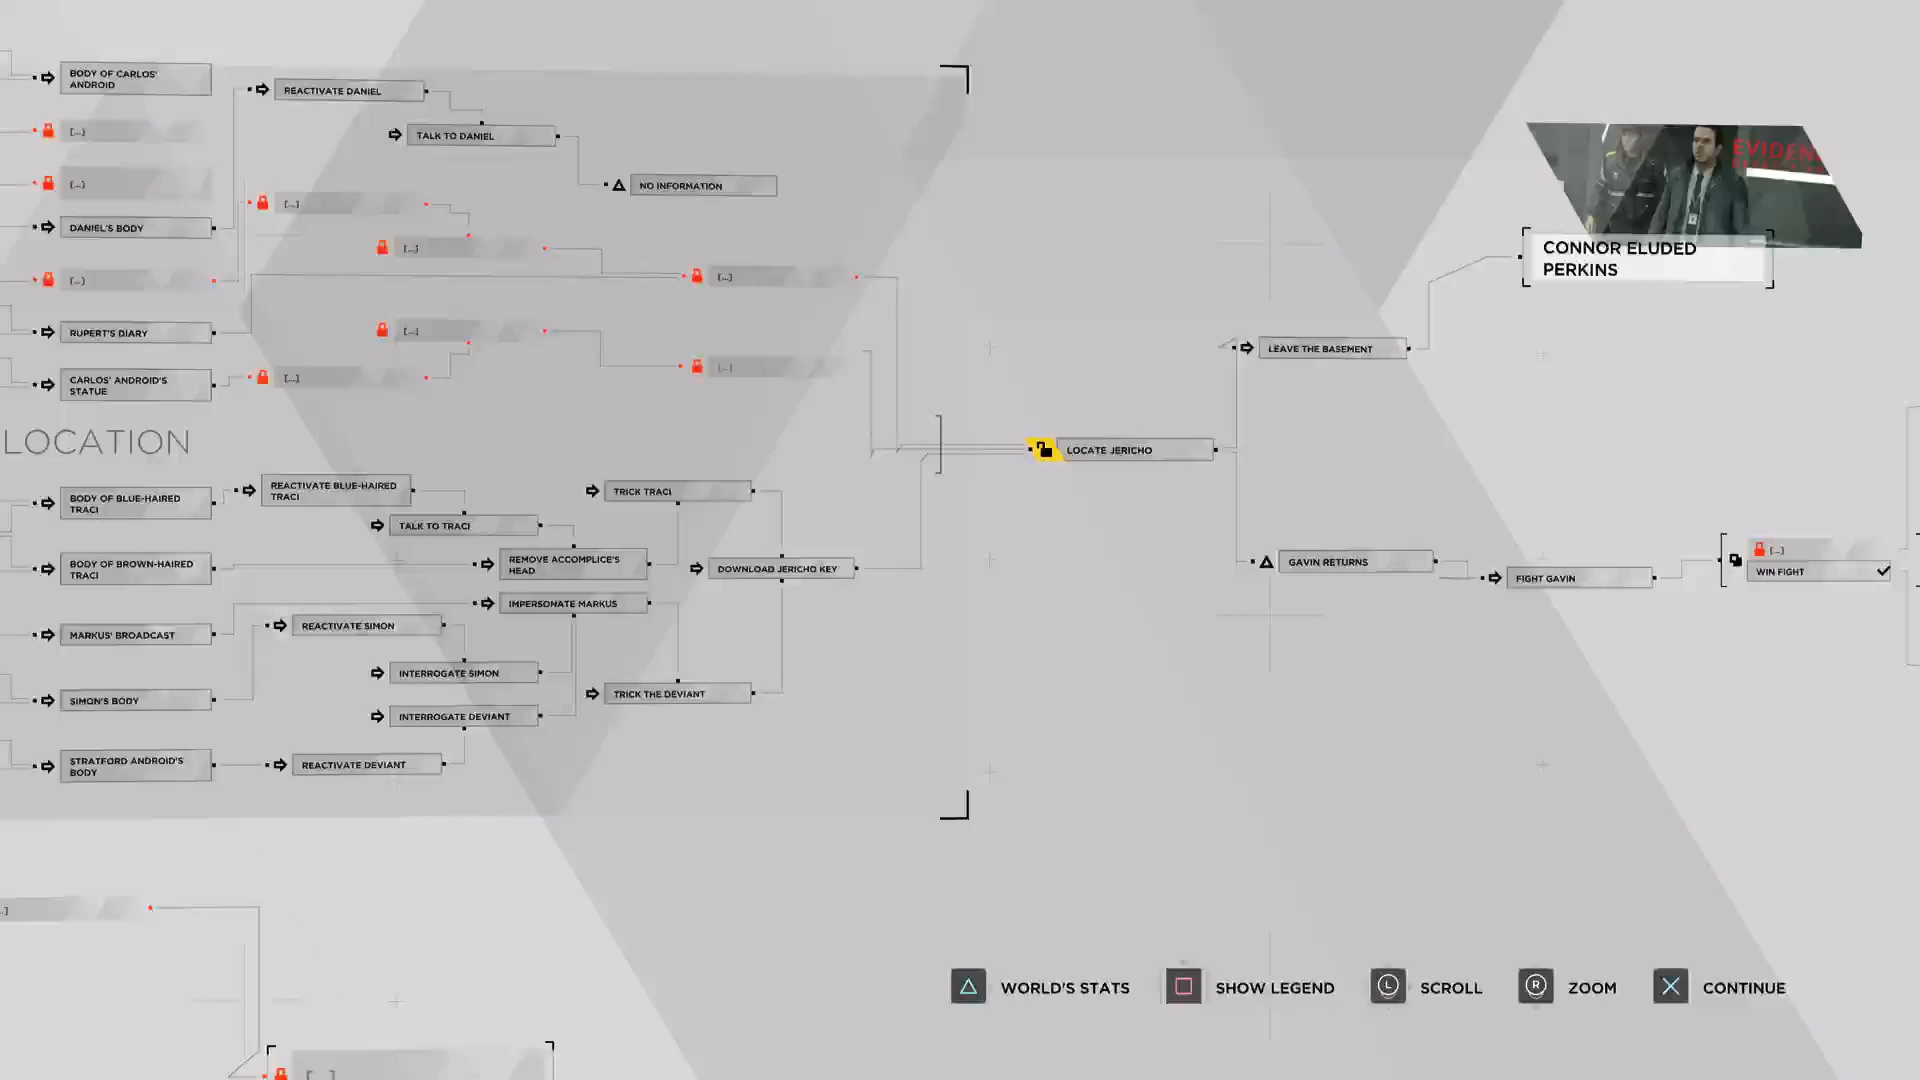 BODY OF CARLOS'
ANDROID
[...]
[...]
DANIEL'S BODY
[...]
RUPERT'S DIARY
CARLOS' ANDROID'S
STATUE
REACTIVATE DANIEL
TALK TO DANIEL
NO INFORMATION
[...]
[...]
[...]
[...]
[...]
[...]
LOCATION
BODY OF BLUE-HAIRED
TRACI
BODY OF BROWN-HAIRED
TRACI
MARKUS' BROADCAST
SIMON'S BODY
STRATFORD ANDROID'S
BODY
REACTIVATE BLUE-HAIRED
TRACI
TALK TO TRACI
REMOVE ACCOMPLICE'S
HEAD
IMPERSONATE MARKUS
REACTIVATE SIMON
INTERROGATE SIMON
INTERROGATE DEVIANT
REACTIVATE DEVIANT
TRICK TRACI
DOWNLOAD JERICHO KEY
TRICK THE DEVIANT
LOCATE JERICHO
LEAVE THE BASEMENT
EVIDEN
CONNOR ELUDED
PERKINS
GAVIN RETURNS
FIGHT GAVIN
[...]
WIN FIGHT
..]
[...]
WORLD'S STATS
SHOW LEGEND
L
SCROLL
R
ZOOM
CONTINUE